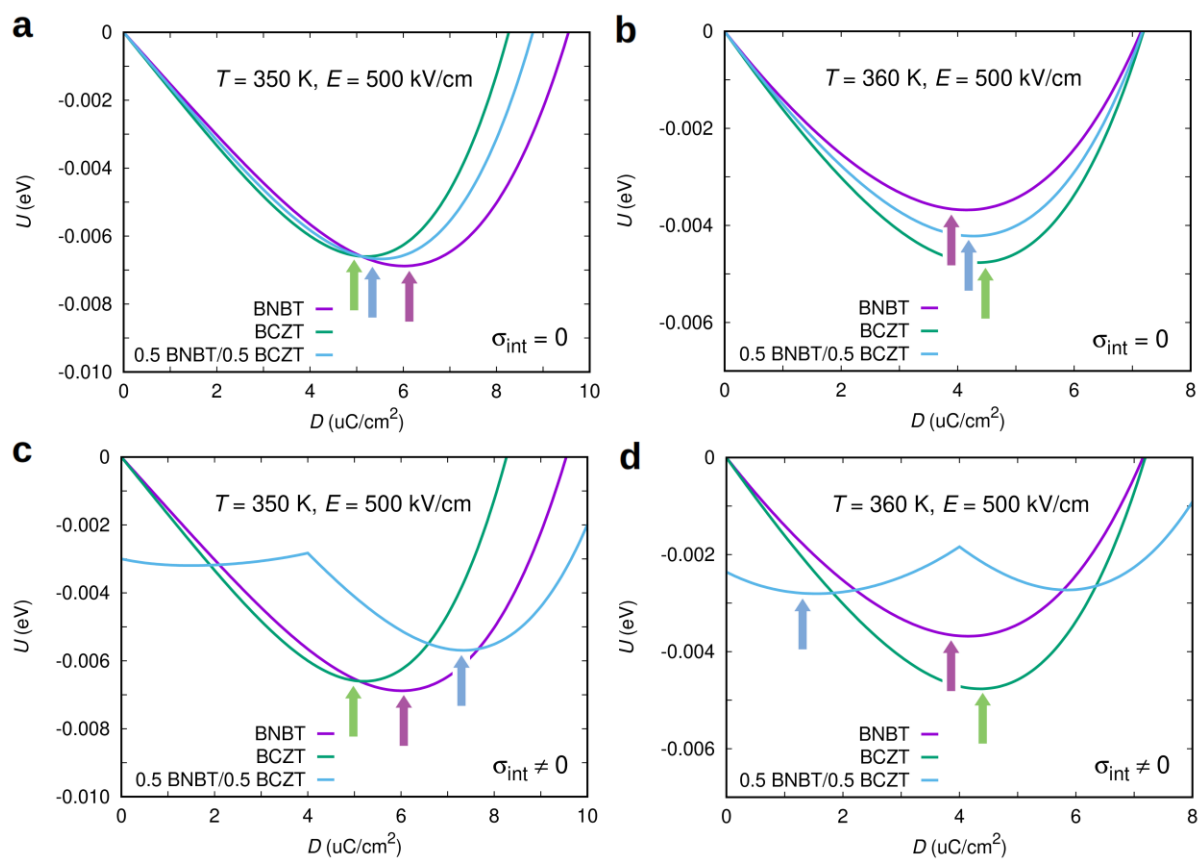 a
0
-0.002
-0.004
-0.006
-0.008
-0.010
U (eV)
T = 350 K, E = 500 kV/cm
BNBT
BCZT
0.5 BNBT/0.5 BCZT
σint = 0
0 2 4 6 8 10
D (uC/cm2)
b
0
-0.002
-0.004
-0.006
U (eV)
T = 360 K, E = 500 kV/cm
BNBT
BCZT
0.5 BNBT/0.5 BCZT
σint = 0
0 2 4 6 8
D (uC/cm2)
c
0
-0.002
-0.004
-0.006
-0.008
-0.010
U (eV)
T = 350 K, E = 500 kV/cm
BNBT
BCZT
0.5 BNBT/0.5 BCZT
σint ≠ 0
0 2 4 6 8 10
D (uC/cm2)
d
0
-0.002
-0.004
-0.006
U (eV)
T = 360 K, E = 500 kV/cm
BNBT
BCZT
0.5 BNBT/0.5 BCZT
σint ≠ 0
0 2 4 6 8
D (uC/cm2)